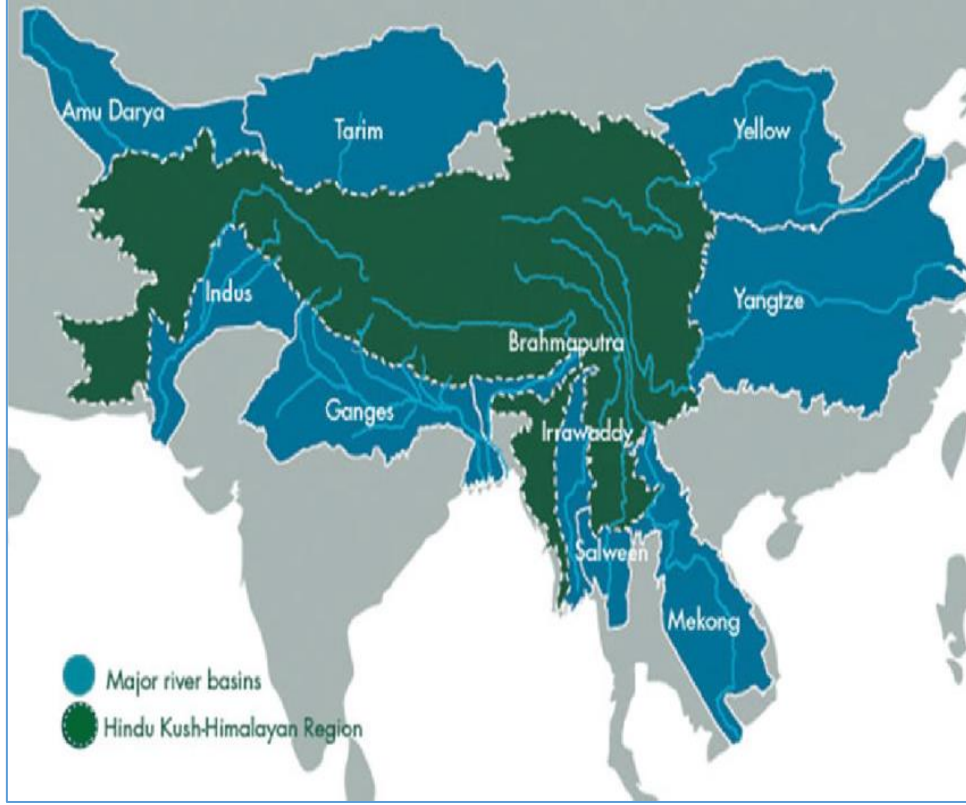 Amu Darya
Tarim
Yellow
Indus
Yangtze
Brahmaputra
Ganges
Irrawaddy
Salween
Mekong
Major river basins
Hindu Kush-Himalayan Region